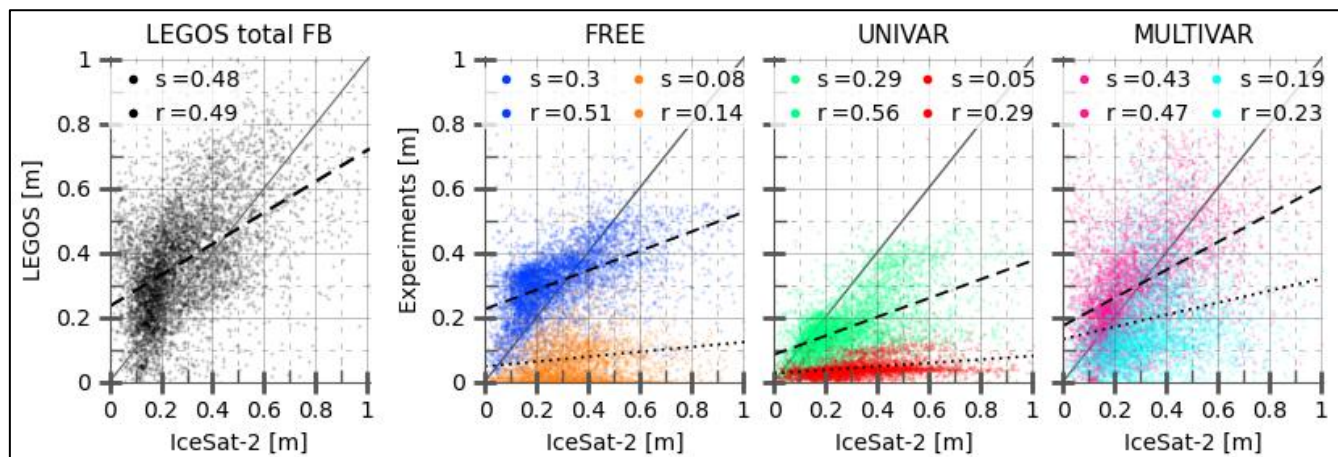 LEGOS total FB
s =0.48
r =0.49
LEGOS [m]
1
0.8
0.6
0.4
0.2
0
0 0.2 0.4 0.6 0.8 1
IceSat-2 [m]
FREE
s =0.3 s =0.08
r =0.51 r =0.14
Experiments [m]
1
0.8
0.6
0.4
0.2
0
0 0.2 0.4 0.6 0.8 1
IceSat-2 [m]
UNIVAR
s =0.29 s =0.05
r =0.56 r =0.29
0 0.2 0.4 0.6 0.8 1
IceSat-2 [m]
MULTIVAR
s =0.43 s =0.19
r =0.47 r =0.23
0 0.2 0.4 0.6 0.8 1
IceSat-2 [m]